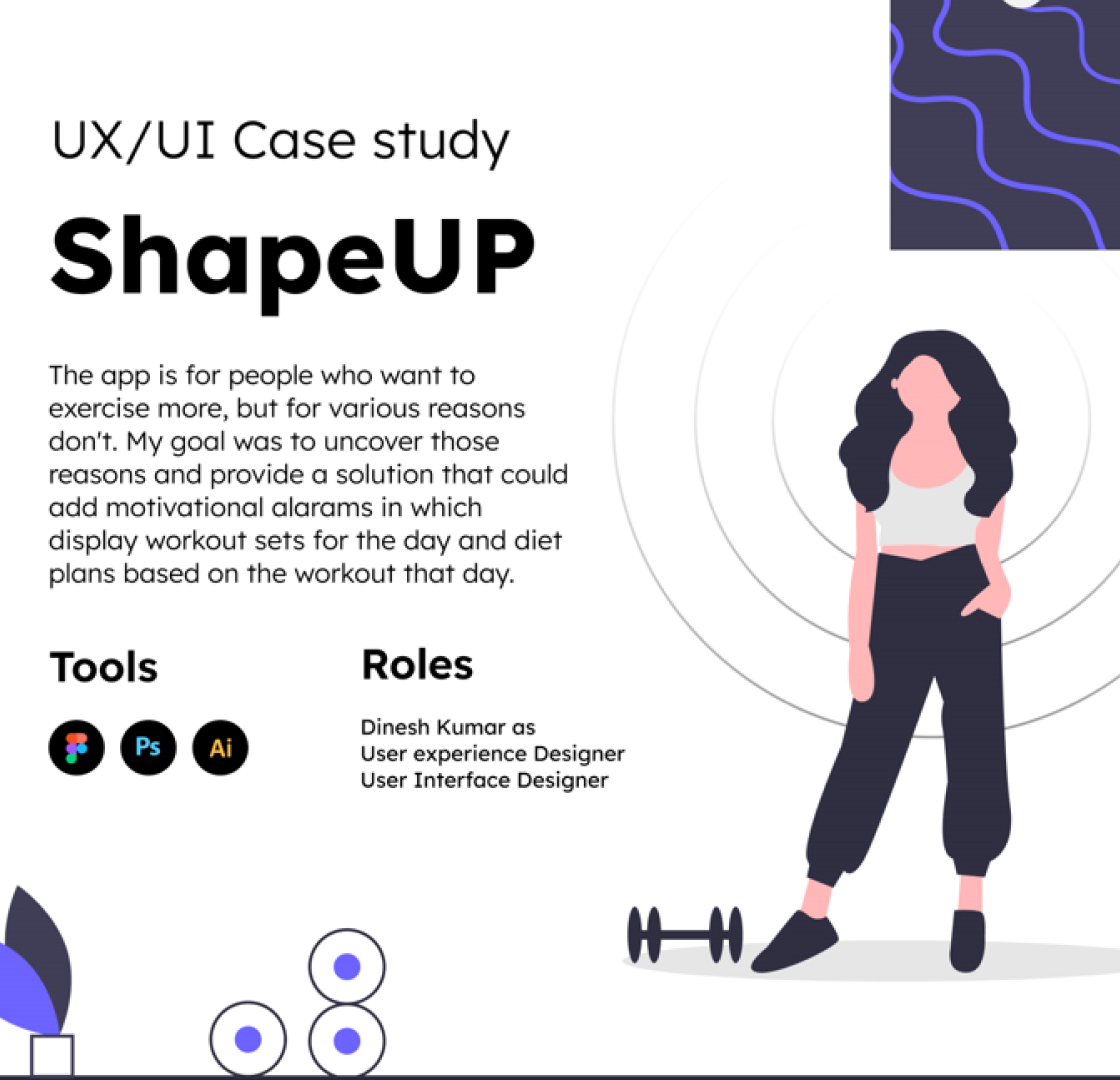 UX/UI Case study
ShapeUP
The app is for people who want to
exercise more, but for various reasons
don't. My goal was to uncover those
reasons and provide a solution that could
add motivational alarams in which
display workout sets for the day and diet
plans based on the workout that day.
Tools
Ps Ai
Roles
Dinesh Kumar as
User experience Designer
User Interface Designer